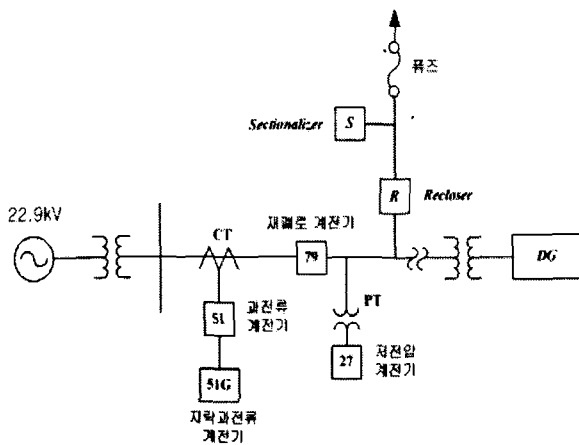 퓨즈
Sectionalizer
S
R
Recloser
22.9kV
CT
재폐로 계전기
79
DG
PT
51
과전류
계전기
27
저전압
계전기
51G
지락과전류
계전기